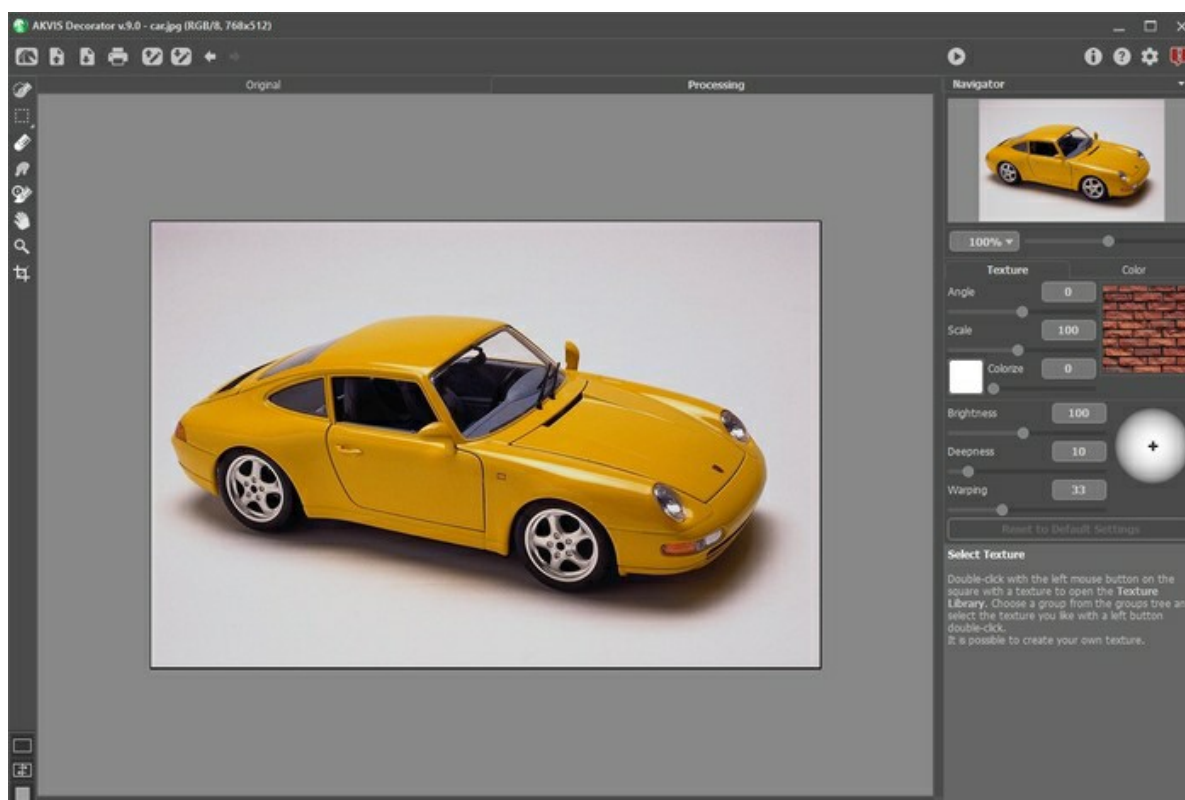 AKVIS Decorator v.9.0 - car.jpg (RGB/8, 768x512)
Original
Processing
Navigator
100%
Texture
Color
Angle
0
Scale
100
Colorize
0
Brightness
100
Deepness
10
Warping
33
Reset to Default Settings
Select Texture
Double-click with the left mouse button on the
square with a texture to open the Texture
Library. Choose a group from the groups tree an
select the texture you like with a left button
double-click.
It is possible to create your own texture.